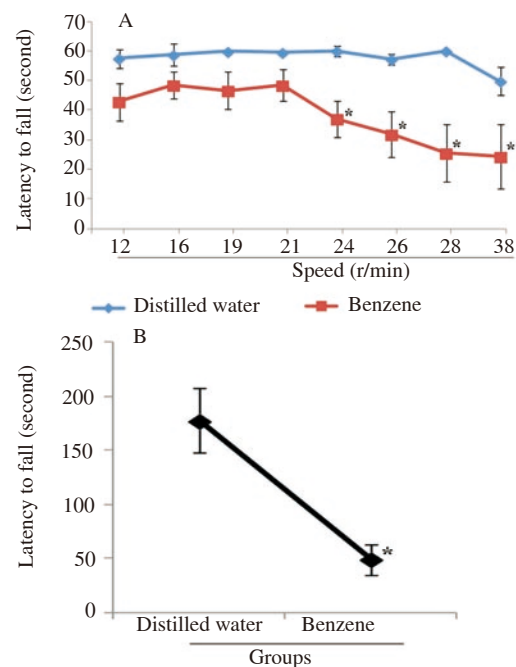 A
Latency to fall (second)
70
60
50
40
30
20
10
0
*
*
*
*
12 16 19 21 24 26 28 38
Speed (r/min)
Distilled water Benzene
B
Latency to fall (second)
250
200
150
100
50
0
*
Distilled water Benzene
Groups